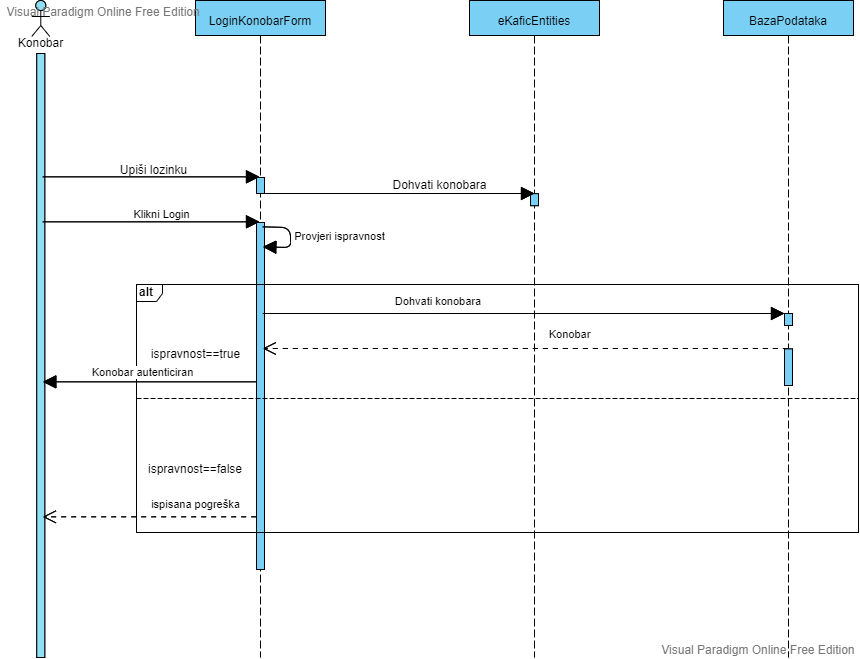 Visual Paradigm Online Free Edition
LoginKonobarForm
eKaficEntities
BazaPodataka
Konobar
Upiši lozinku
Dohvati konobara
Klikni Login
Provjeri ispravnost
alt
Dohvati konobara
Konobar
ispravnost==true
Konobar autenticiran
ispravnost==false
ispisana pogreška
Visual Paradigm Online Free Edition